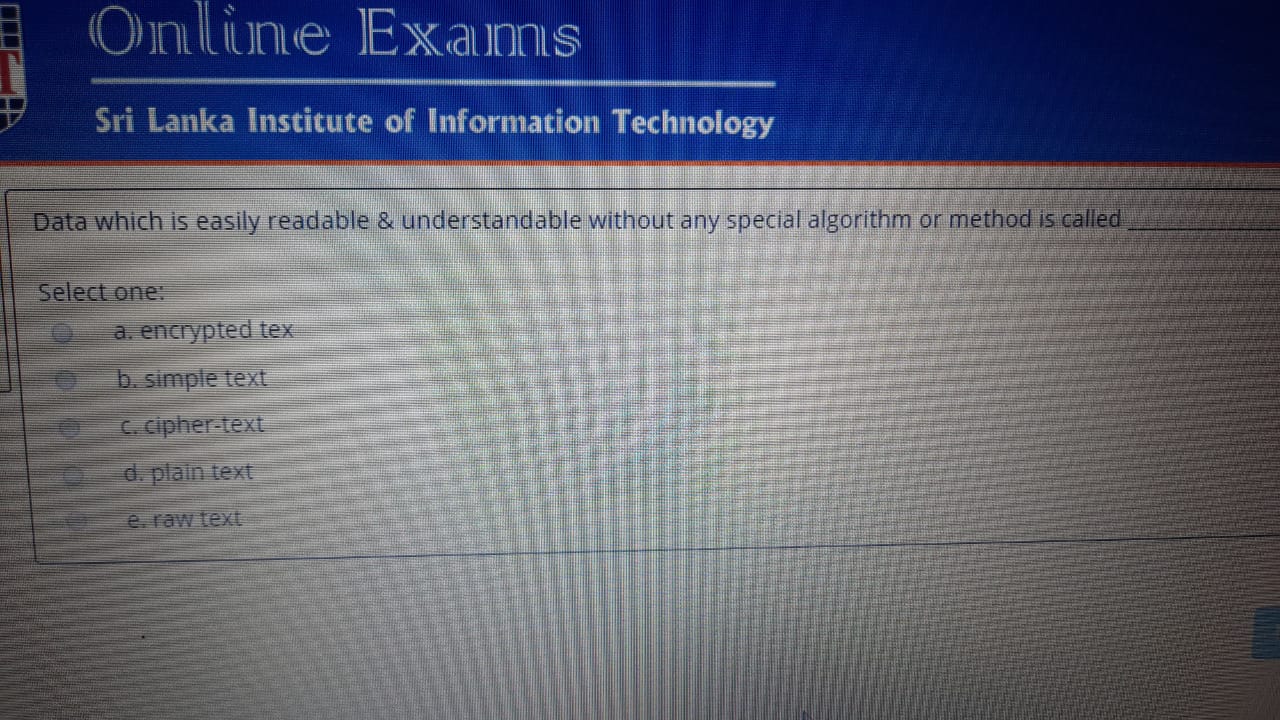 Online Exams
Sri Lanka Institute of Information Technology
Data which is easily readable & understandable without any special algorithm or method is called ____________
Select one:
a. encrypted tex
b. simple text
c. cipher-text
d. plain text
e. raw text